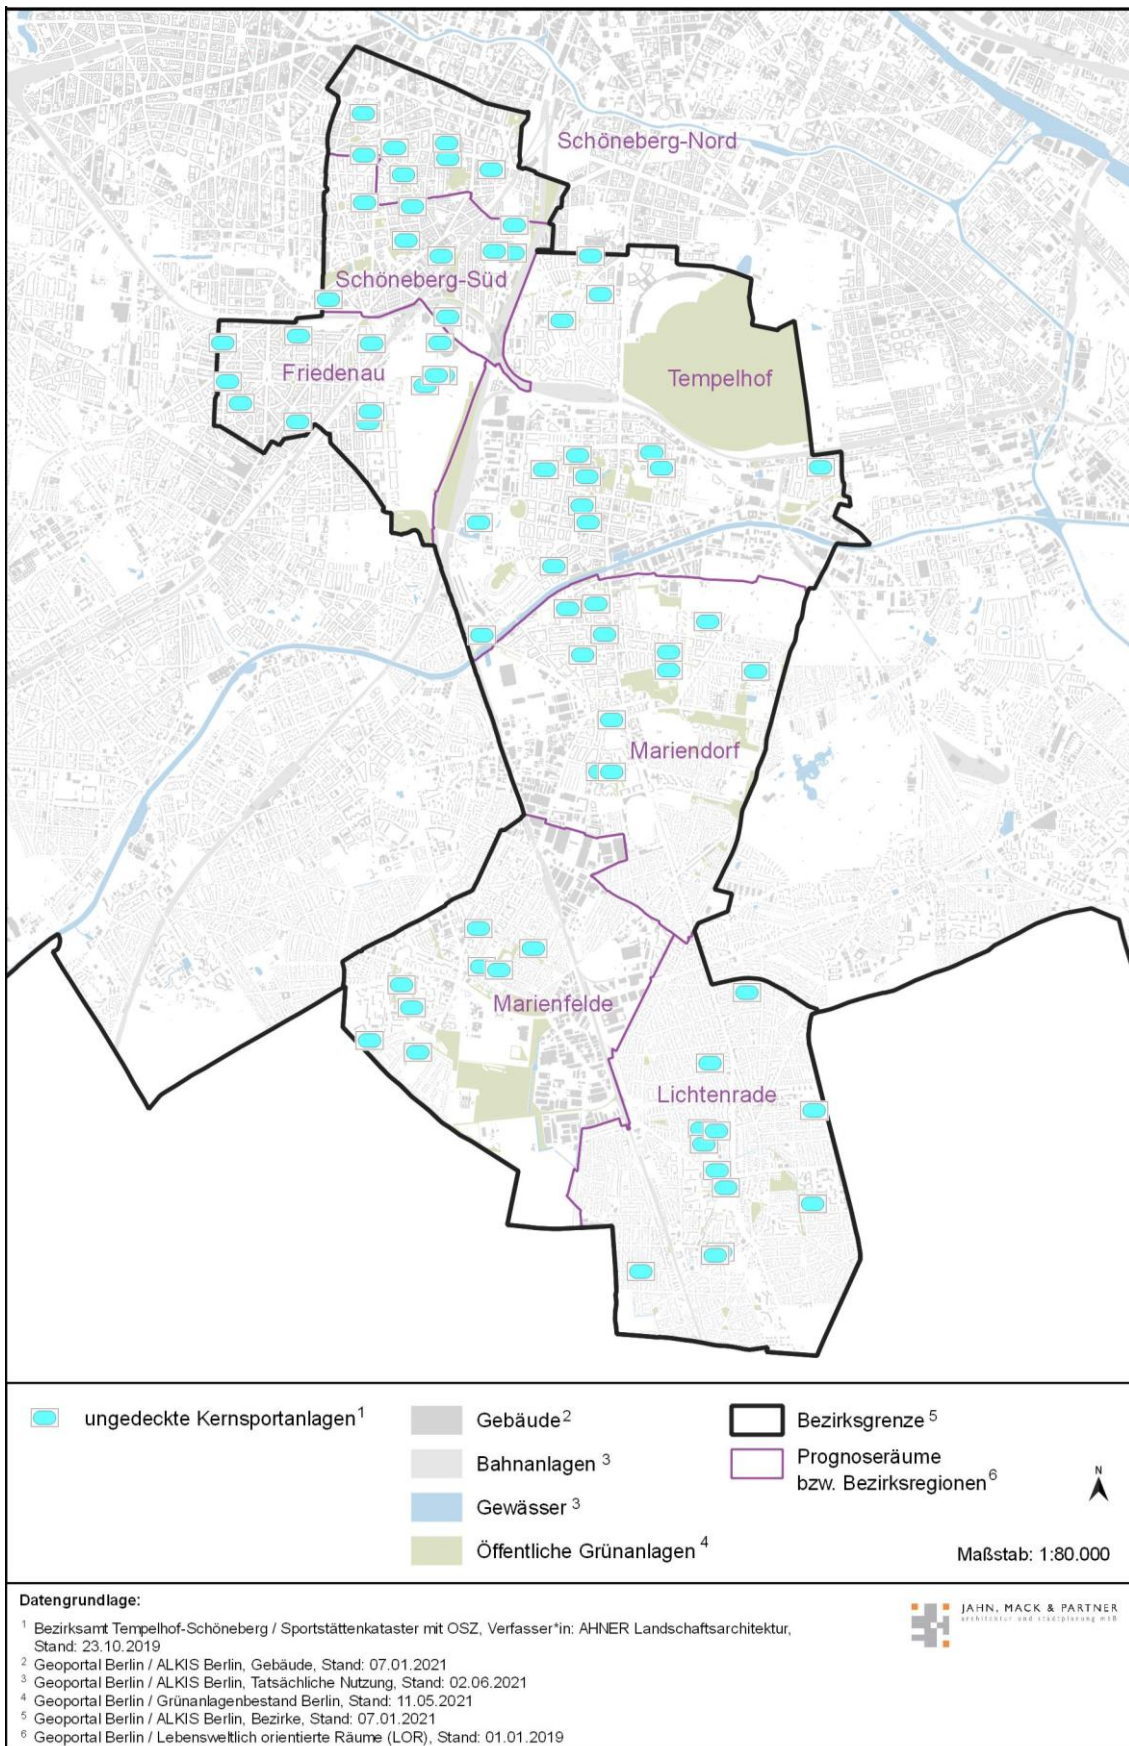 Schöneberg-Nord
Schöneberg-Süd
Friedenau
Tempelhof
Mariendorf
Marienfelde
Lichtenrade
ungedeckte Kernsportanlagen¹
Gebäude²
Bahnanlagen ³
Gewässer ³
Öffentliche Grünanlagen ⁴
Bezirksgrenze ⁵
Prognoseräume
bzw. Bezirksregionen⁶
N
Maßstab: 1:80.000
Datengrundlage:
¹ Bezirksamt Tempelhof-Schöneberg / Sportstättenkataster mit OSZ, Verfasser*in: AHNER Landschaftsarchitektur,
Stand: 23.10.2019
² Geoportal Berlin / ALKIS Berlin, Gebäude, Stand: 07.01.2021
³ Geoportal Berlin / ALKIS Berlin, Tatsächliche Nutzung, Stand: 02.06.2021
⁴ Geoportal Berlin / Grünanlagenbestand Berlin, Stand: 11.05.2021
⁵ Geoportal Berlin / ALKIS Berlin, Bezirke, Stand: 07.01.2021
⁶ Geoportal Berlin / Lebensweltlich orientierte Räume (LOR), Stand: 01.01.2019
JAHN, MACK & PARTNER
architektur und stadtplanung mbB